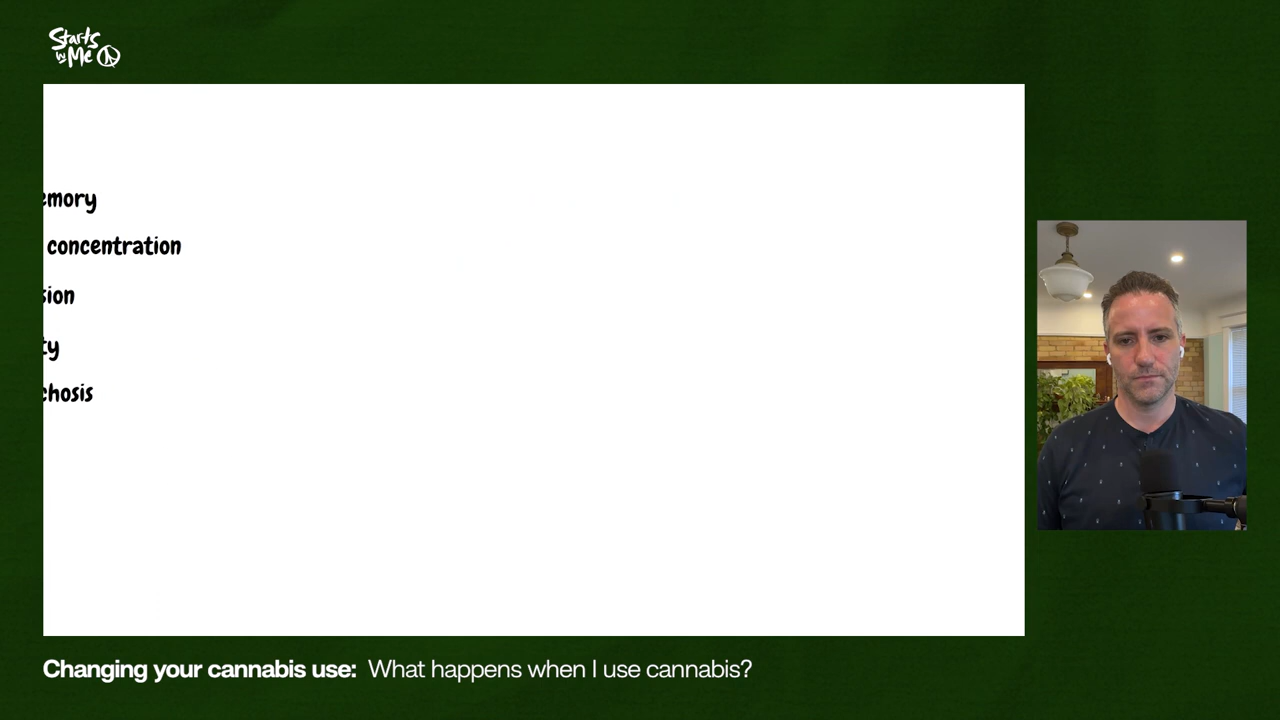 Starts
w Me
emory
concentration
sion
ty
chosis
Changing your cannabis use: What happens when I use cannabis?